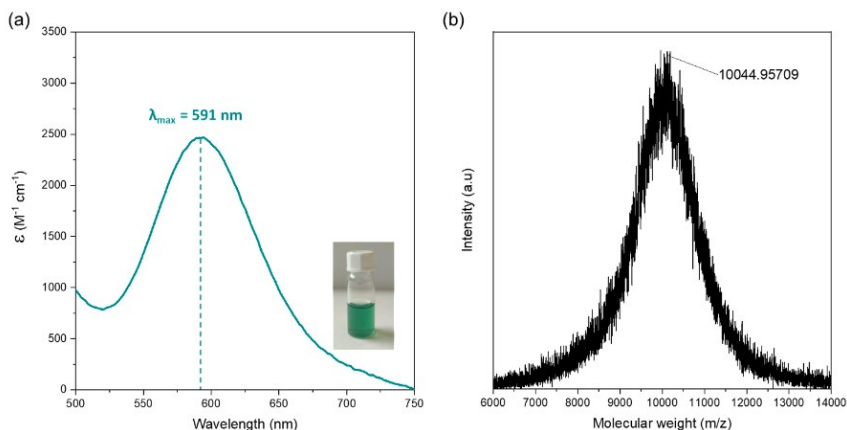 (a)
3500
3000
2500
2000
1500
1000
500
0
ε (M⁻¹ cm⁻¹)
λmax = 591 nm
500 550 600 650 700 750
Wavelength (nm)
(b)
10044.95709
Intensity (a.u)
6000 7000 8000 9000 10000 11000 12000 13000 14000
Molecular weight (m/z)